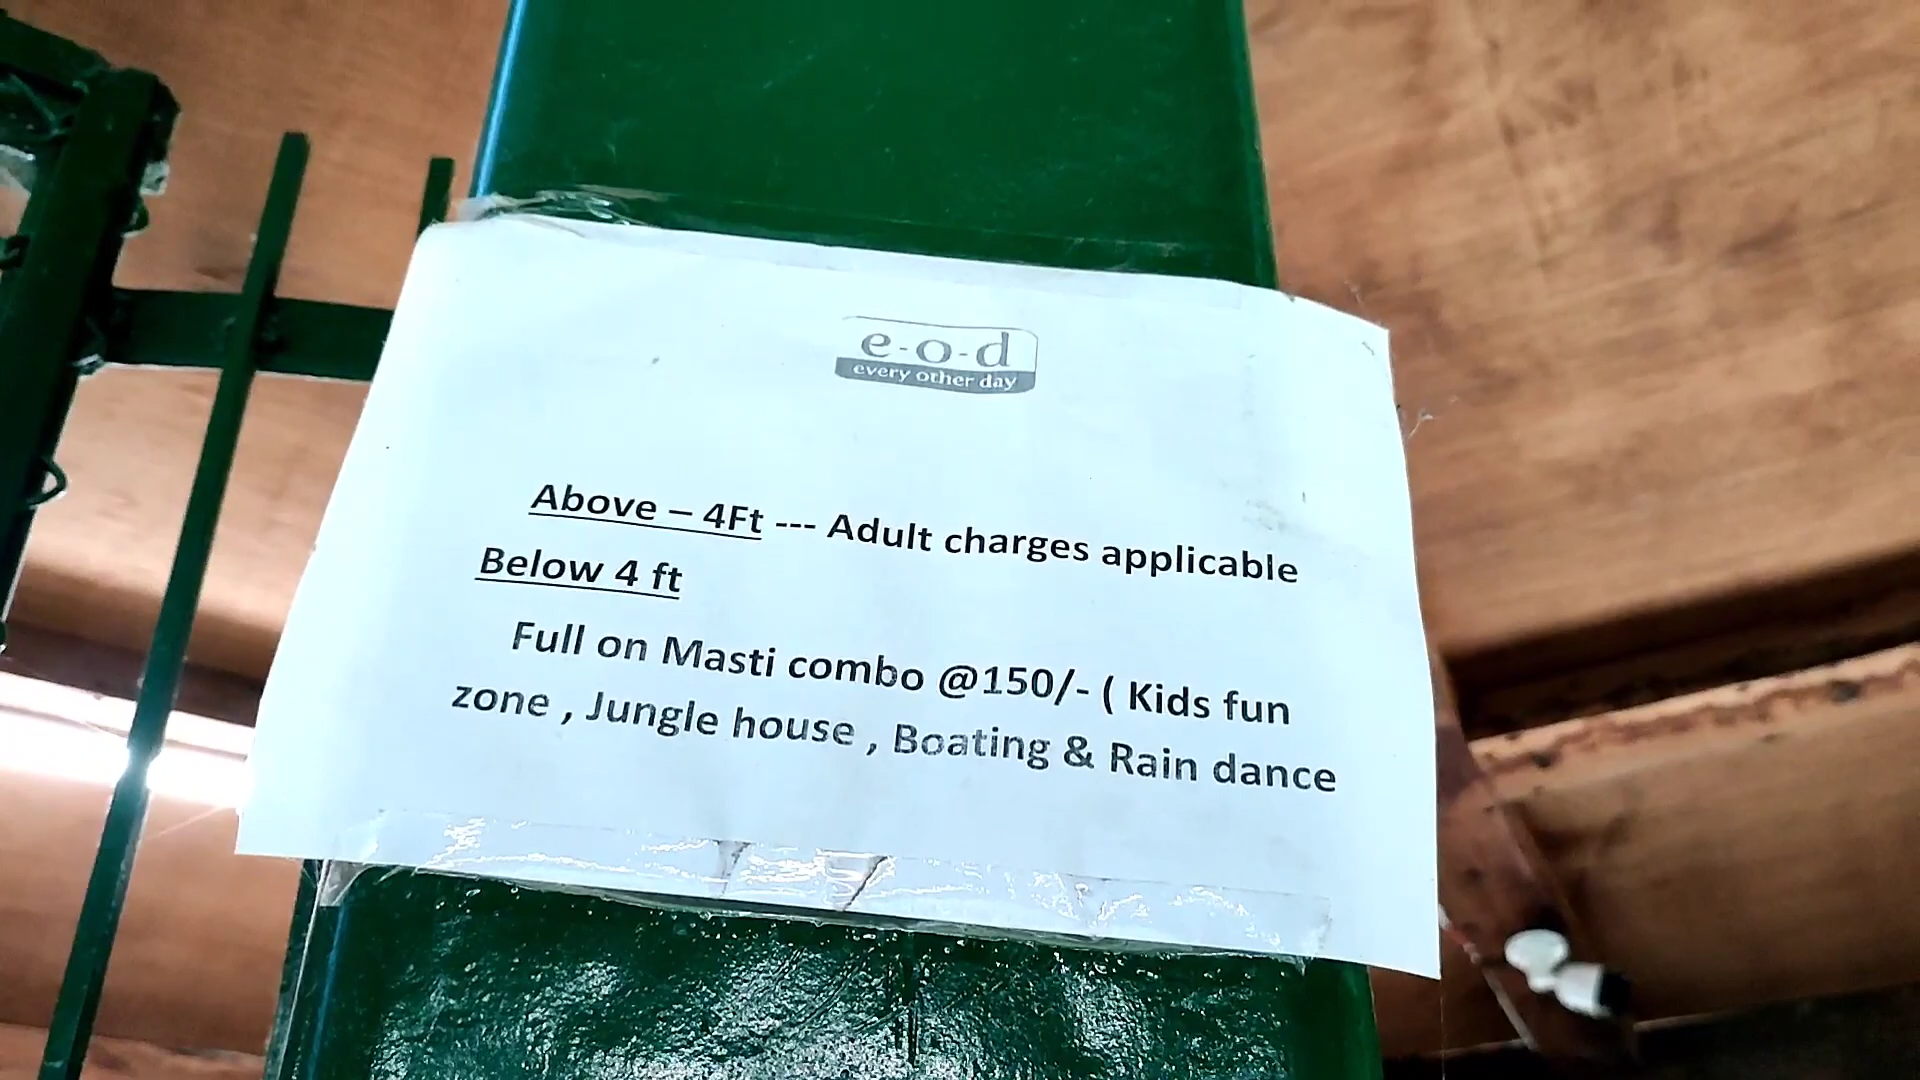 e-o-d
every other day
Above – 4Ft --- Adult charges applicable
Below 4 ft
Full on Masti combo @150/- ( Kids fun
zone , Jungle house , Boating & Rain dance